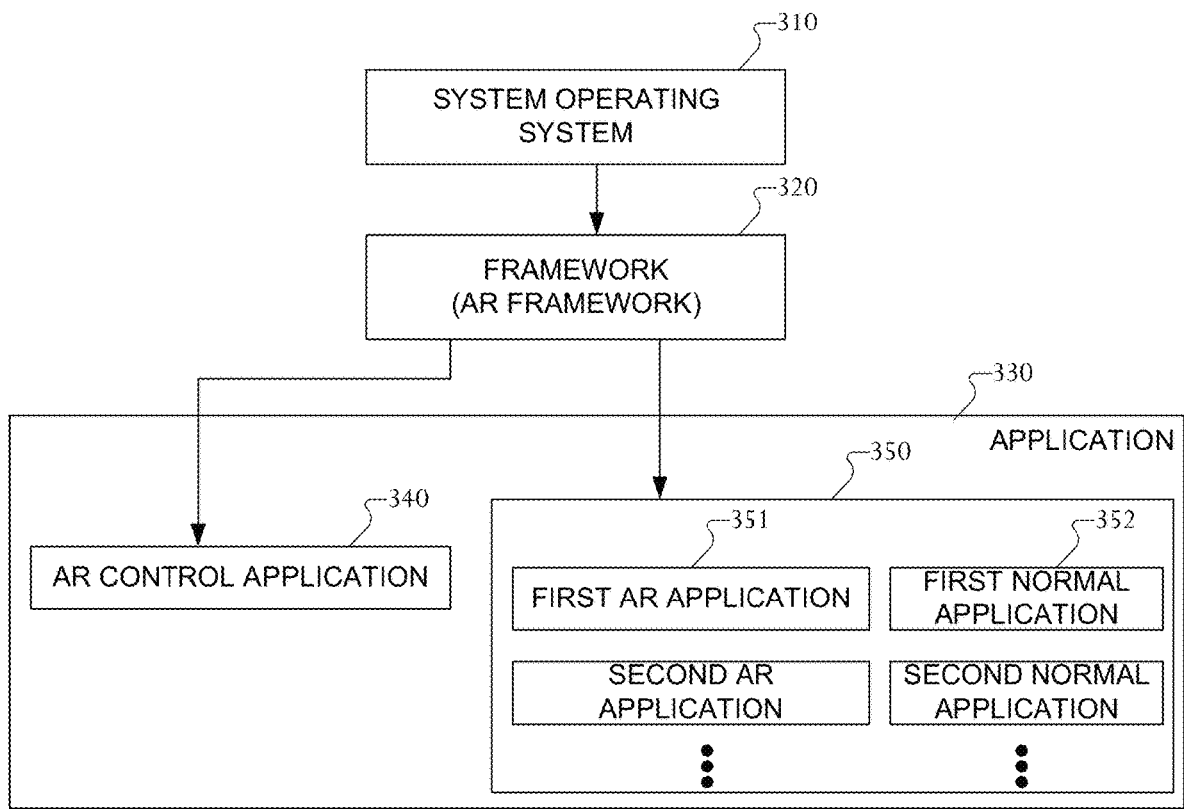 310
SYSTEM OPERATING
SYSTEM
320
FRAMEWORK
(AR FRAMEWORK)
330
APPLICATION
350
340
AR CONTROL APPLICATION
351
352
FIRST AR APPLICATION
FIRST NORMAL
APPLICATION
SECOND AR
APPLICATION
SECOND NORMAL
APPLICATION